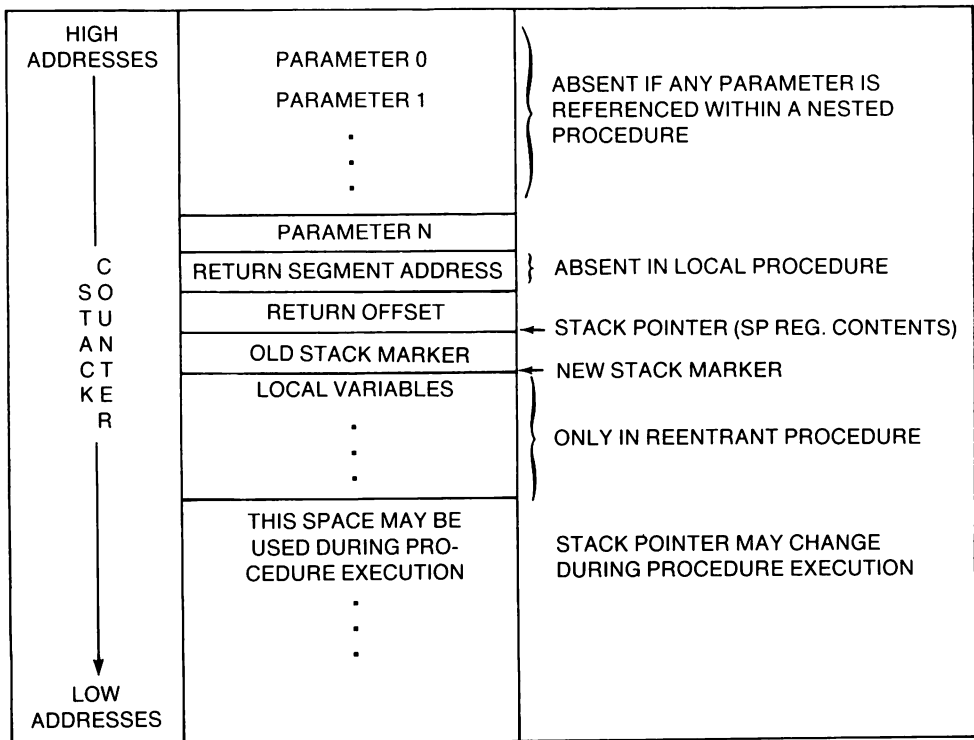 HIGH
ADDRESSES
STACK
COUNTER
LOW
ADDRESSES
PARAMETER 0
PARAMETER 1
PARAMETER N
RETURN SEGMENT ADDRESS
RETURN OFFSET
OLD STACK MARKER
LOCAL VARIABLES
THIS SPACE MAY BE
USED DURING PRO-
CEDURE EXECUTION
ABSENT IF ANY PARAMETER IS
REFERENCED WITHIN A NESTED
PROCEDURE
ABSENT IN LOCAL PROCEDURE
STACK POINTER (SP REG. CONTENTS)
NEW STACK MARKER
ONLY IN REENTRANT PROCEDURE
STACK POINTER MAY CHANGE
DURING PROCEDURE EXECUTION